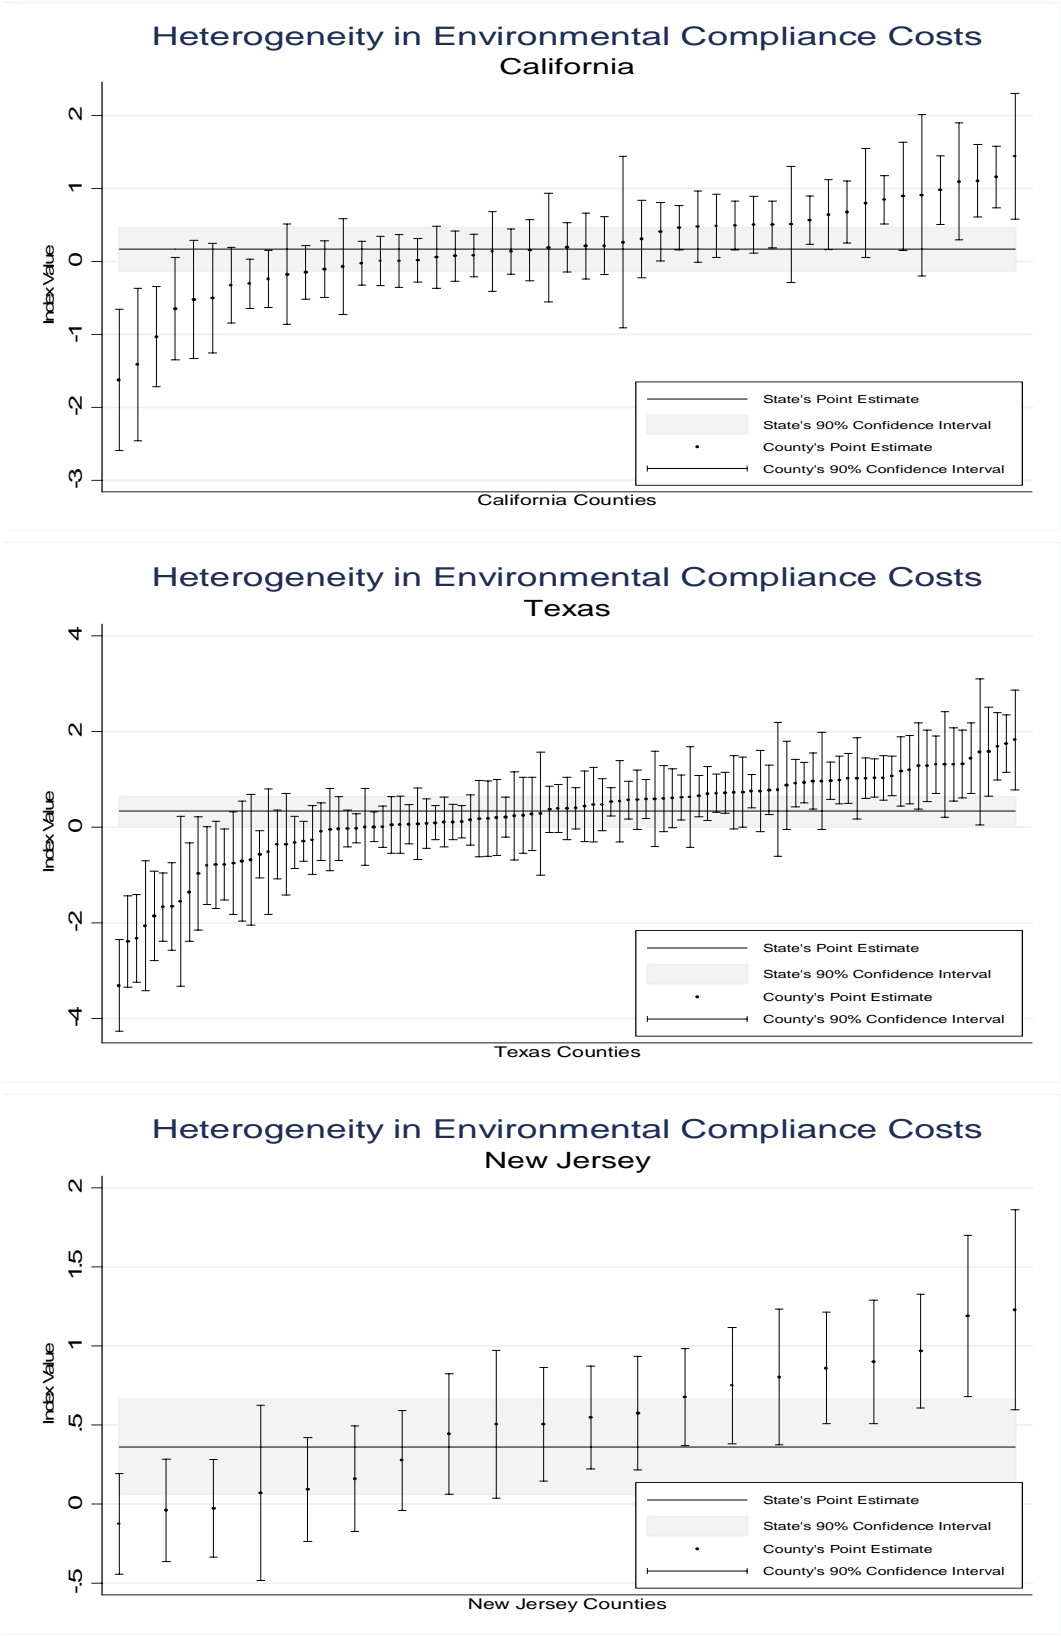 Heterogeneity in Environmental Compliance Costs
California
2
1
0
-1
-2
-3
Index Value
State's Point Estimate
State's 90% Confidence Interval
County's Point Estimate
County's 90% Confidence Interval
California Counties
Heterogeneity in Environmental Compliance Costs
Texas
4
2
0
-2
-4
Index Value
State's Point Estimate
State's 90% Confidence Interval
County's Point Estimate
County's 90% Confidence Interval
Texas Counties
Heterogeneity in Environmental Compliance Costs
New Jersey
2
1.5
1
.5
0
-.5
Index Value
State's Point Estimate
State's 90% Confidence Interval
County's Point Estimate
County's 90% Confidence Interval
New Jersey Counties